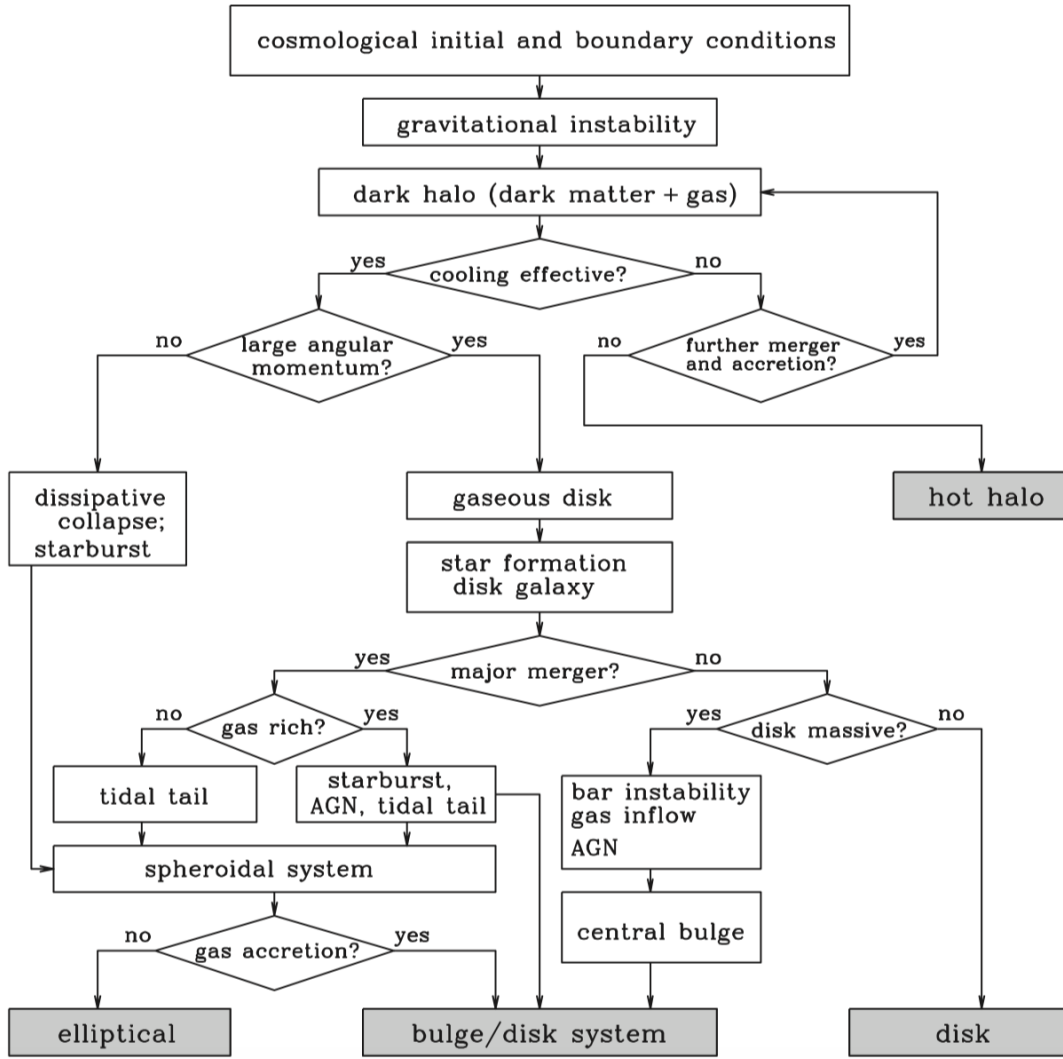 cosmological initial and boundary conditions
gravitational instability
dark halo (dark matter + gas)
yes
cooling effective?
no
no
large angular
momentum?
yes
no
further merger
and accretion?
yes
dissipative
collapse;
starburst
gaseous disk
hot halo
star formation
disk galaxy
yes
major merger?
no
no
gas rich?
yes
yes
disk massive?
no
tidal tail
starburst,
AGN, tidal tail
bar instability
gas inflow
AGN
spheroidal system
central bulge
no
gas accretion?
yes
elliptical
bulge/disk system
disk